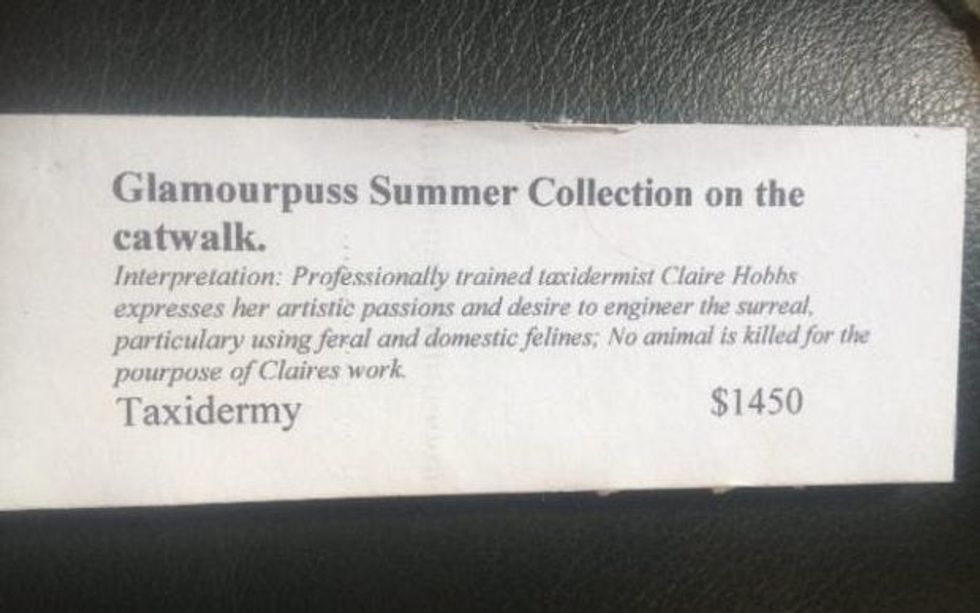 Glamourpuss Summer Collection on the
catwalk.
Interpretation: Professionally trained taxidermist Claire Hobbs
expresses her artistic passions and desire to engineer the surreal,
particulary using feral and domestic felines; No animal is killed for the
pourpose of Claires work.
Taxidermy $1450